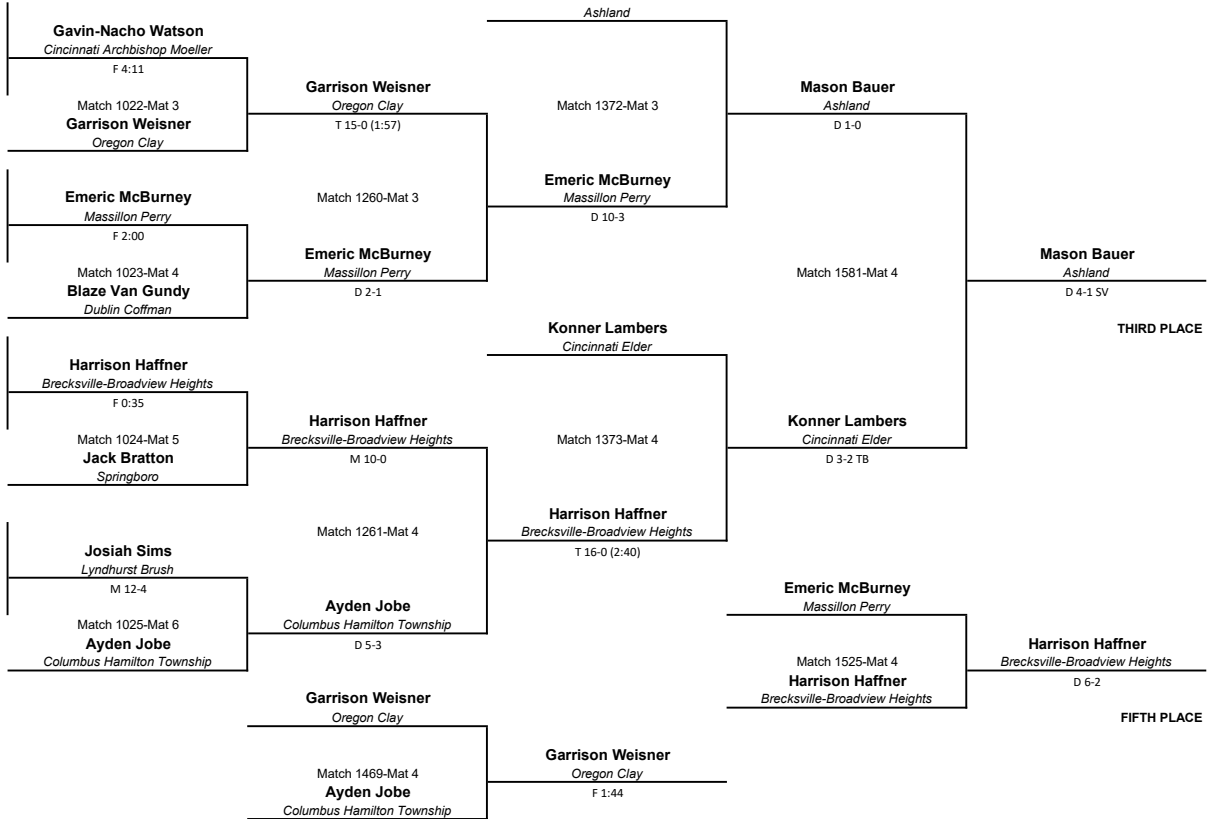 Gavin-Nacho Watson
Cincinnati Archbishop Moeller
F 4:11
Match 1022-Mat 3
Garrison Weisner
Oregon Clay
Emeric McBurney
Massillon Perry
F 2:00
Match 1023-Mat 4
Blaze Van Gundy
Dublin Coffman
Harrison Haffner
Brecksville-Broadview Heights
F 0:35
Match 1024-Mat 5
Jack Bratton
Springboro
Josiah Sims
Lyndhurst Brush
M 12-4
Match 1025-Mat 6
Ayden Jobe
Columbus Hamilton Township
Garrison Weisner
Oregon Clay
T 15-0 (1:57)
Match 1260-Mat 3
Emeric McBurney
Massillon Perry
D 2-1
Harrison Haffner
Brecksville-Broadview Heights
M 10-0
Match 1261-Mat 4
Ayden Jobe
Columbus Hamilton Township
D 5-3
Garrison Weisner
Oregon Clay
Match 1469-Mat 4
Ayden Jobe
Columbus Hamilton Township
Ashland
Match 1372-Mat 3
Emeric McBurney
Massillon Perry
D 10-3
Konner Lambers
Cincinnati Elder
Match 1373-Mat 4
Harrison Haffner
Brecksville-Broadview Heights
T 16-0 (2:40)
Garrison Weisner
Oregon Clay
F 1:44
Mason Bauer
Ashland
D 1-0
Match 1581-Mat 4
Konner Lambers
Cincinnati Elder
D 3-2 TB
Emeric McBurney
Massillon Perry
Match 1525-Mat 4
Harrison Haffner
Brecksville-Broadview Heights
Mason Bauer
Ashland
D 4-1 SV
THIRD PLACE
Harrison Haffner
Brecksville-Broadview Heights
D 6-2
FIFTH PLACE